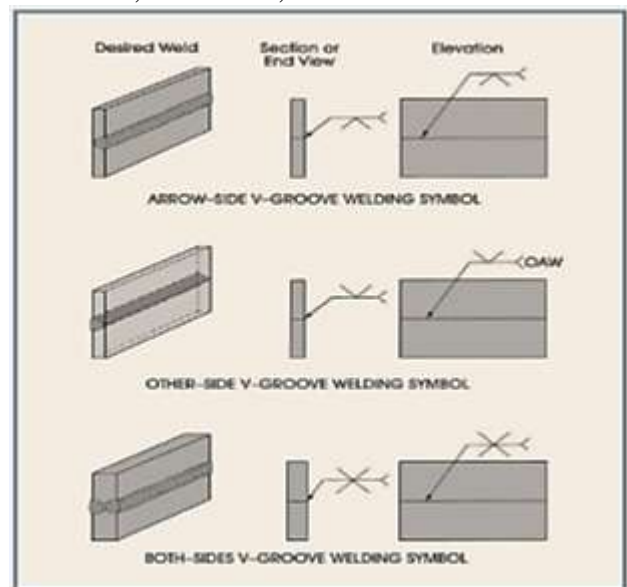 Desired Weld
Section or
End View
Elevation
ARROW-SIDE V-GROOVE WELDING SYMBOL
OAW
OTHER-SIDE V-GROOVE WELDING SYMBOL
BOTH-SIDES V-GROOVE WELDING SYMBOL